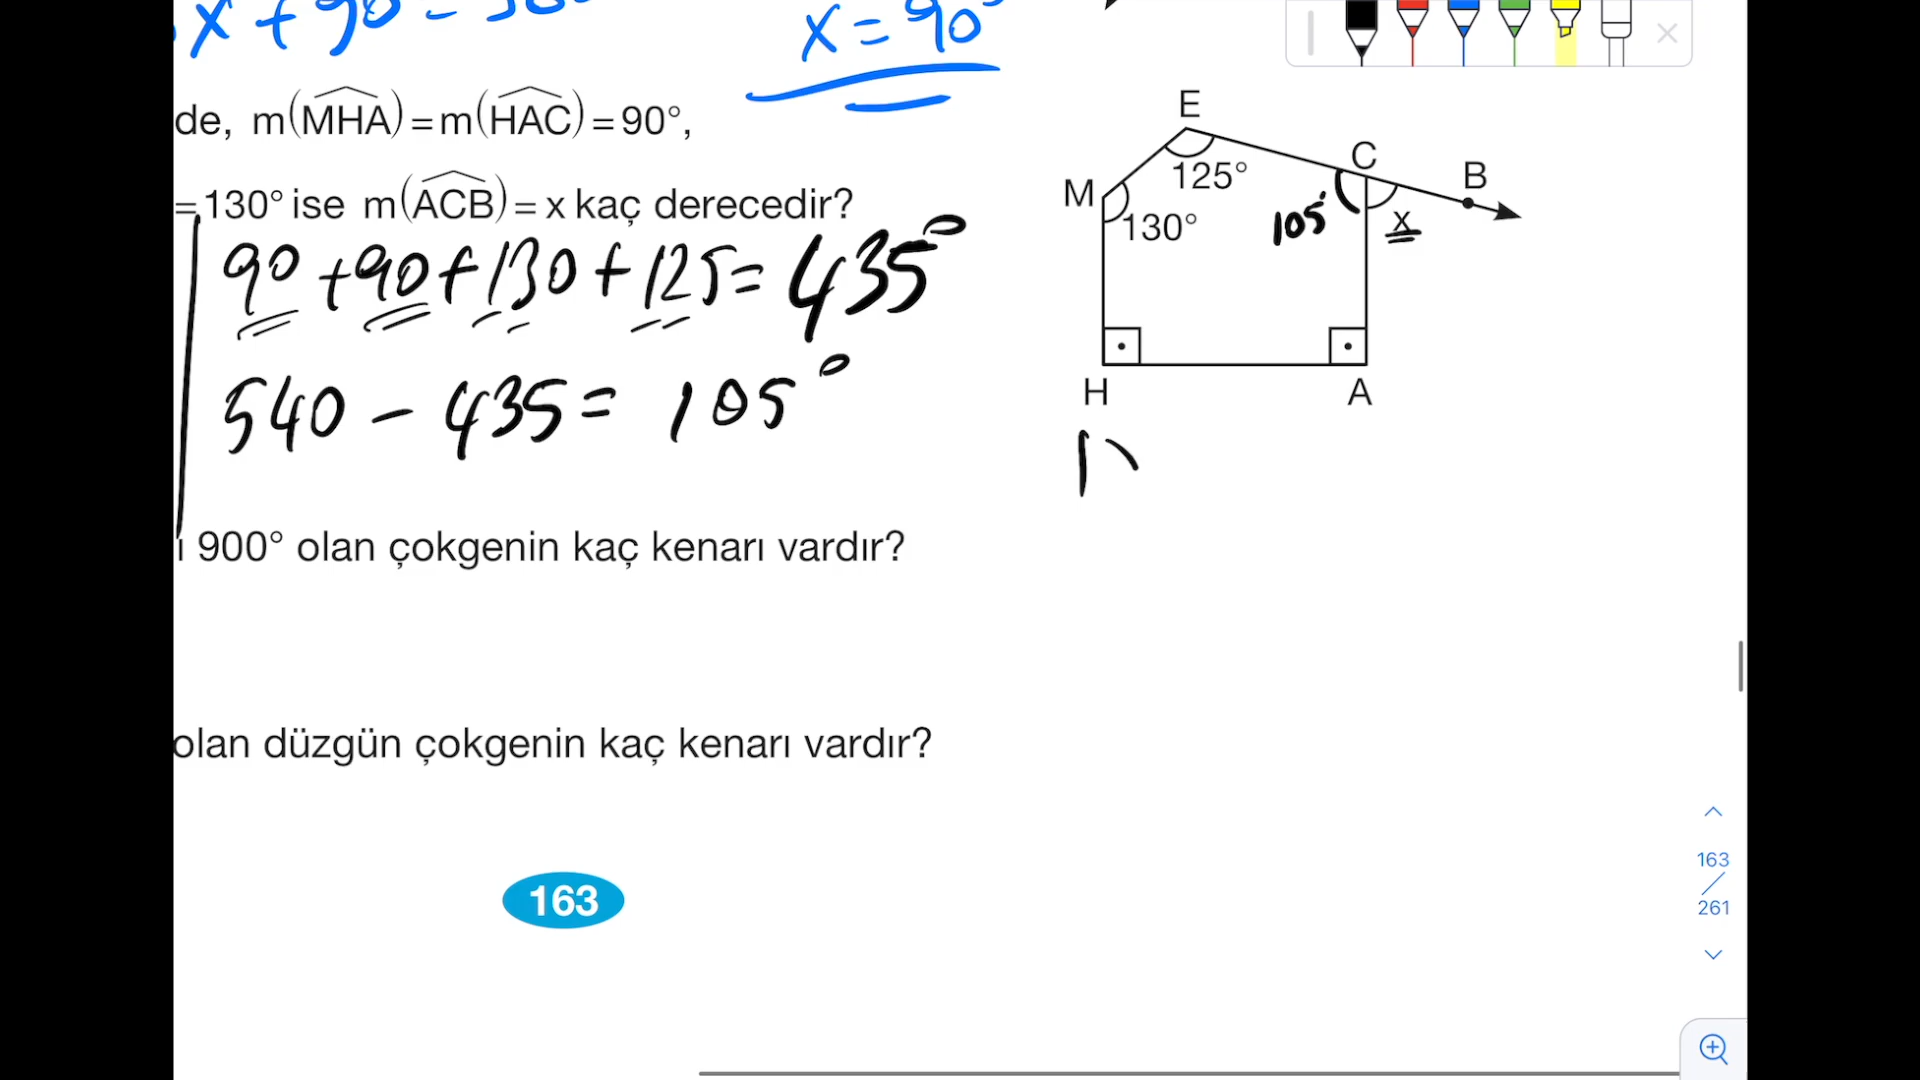 x + 90 =
x = 90°
de, m(MHA) = m(HAC) = 90°,
= 130° ise m(ACB) = x kaç derecedir?
90 + 90 + 130 + 125 = 435°
540 - 435 = 105°
E
125°
C
B
M
130°
105°
x
H
A
900° olan çokgenin kaç kenarı vardır?
olan düzgün çokgenin kaç kenarı vardır?
163
163
261